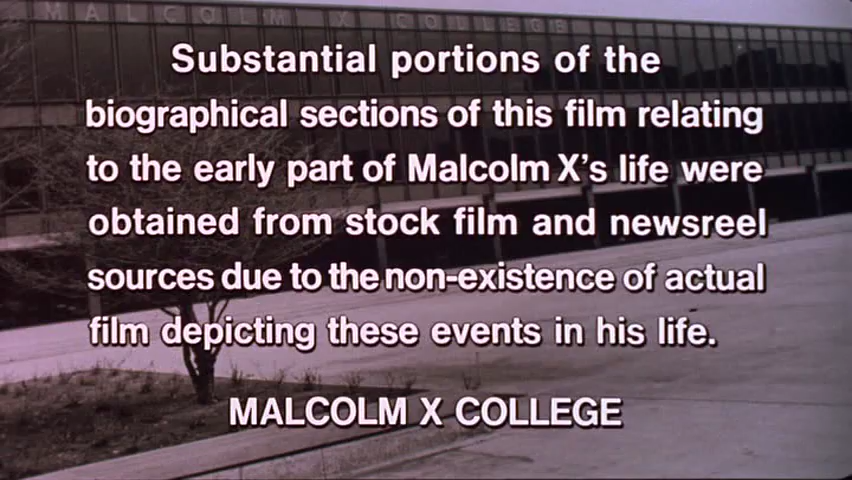 MALCOLM X COLLEGE
Substantial portions of the
biographical sections of this film relating
to the early part of Malcolm X's life were
obtained from stock film and newsreel
sources due to the non-existence of actual
film depicting these events in his life.
MALCOLM X COLLEGE